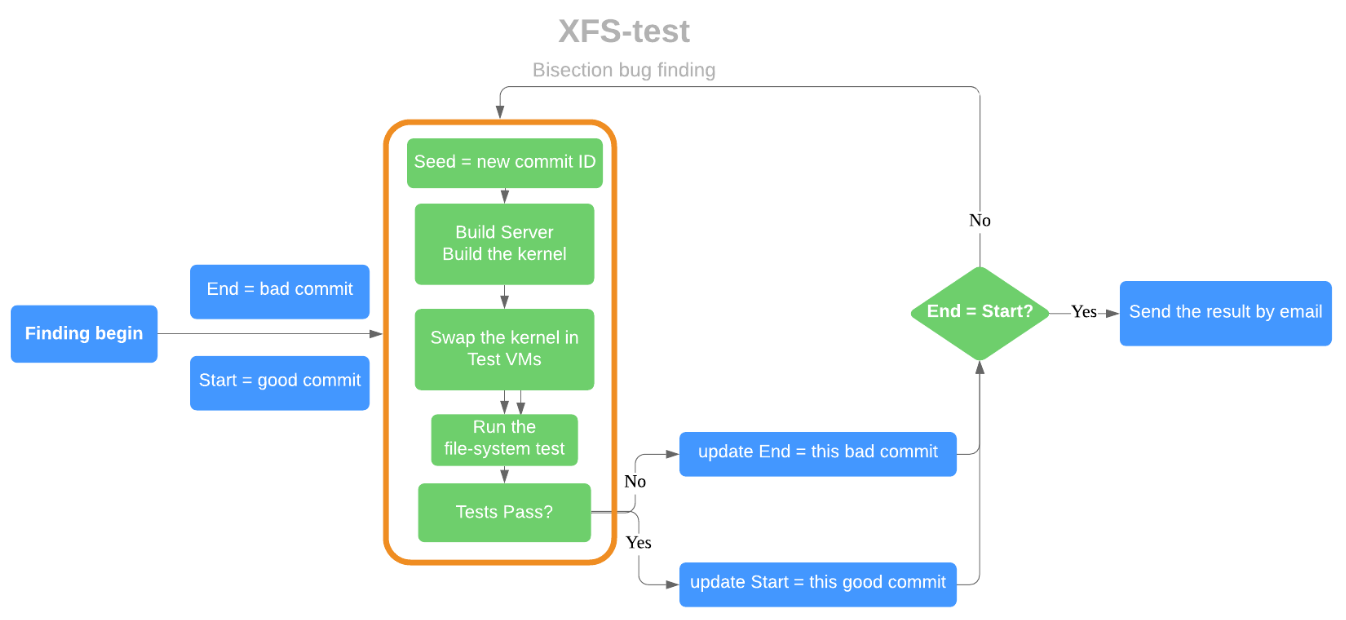 XFS-test
Bisection bug finding
Finding begin
End = bad commit
Start = good commit
Seed = new commit ID
Build Server
Build the kernel
Swap the kernel in
Test VMs
Run the
file-system test
Tests Pass?
No
update End = this bad commit
Yes
update Start = this good commit
End = Start?
No
Yes
Send the result by email